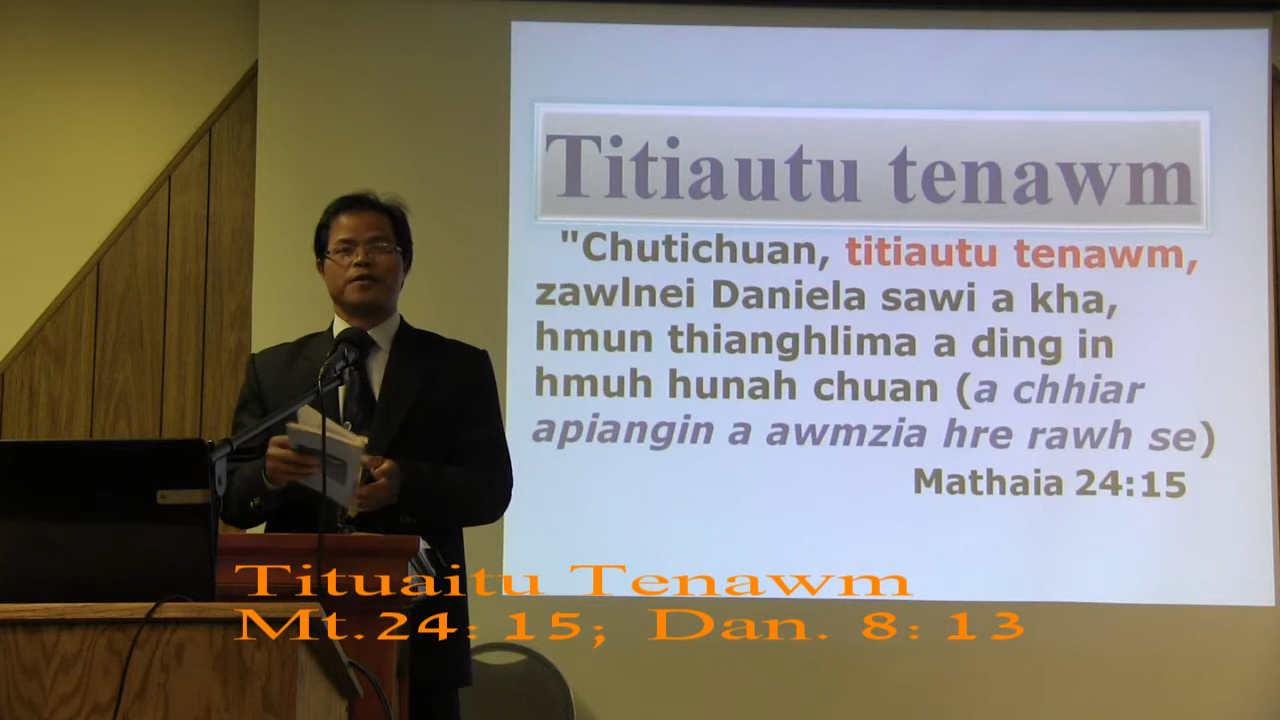 Titiautu tenawm
"Chutichuan, titiautu tenawm,
zawlnei Daniela sawi a kha,
hmun thianghlima a ding in
hmuh hunah chuan (a chhiar
apiangin a awmzia hre rawh se)
Mathaia 24:15
Tituaitu Tenawm
Mt.24: 15; Dan. 8: 13